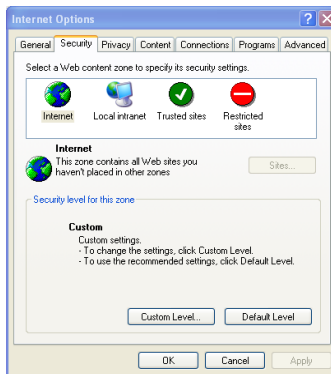 Internet Options
General Security Privacy Content Connections Programs Advanced
Select a Web content zone to specify its security settings.
Internet Local intranet Trusted sites Restricted
sites
Internet
This zone contains all Web sites you
haven't placed in other zones
Sites...
Security level for this zone
Custom
Custom settings.
- To change the settings, click Custom Level.
- To use the recommended settings, click Default Level.
Custom Level... Default Level
OK Cancel Apply